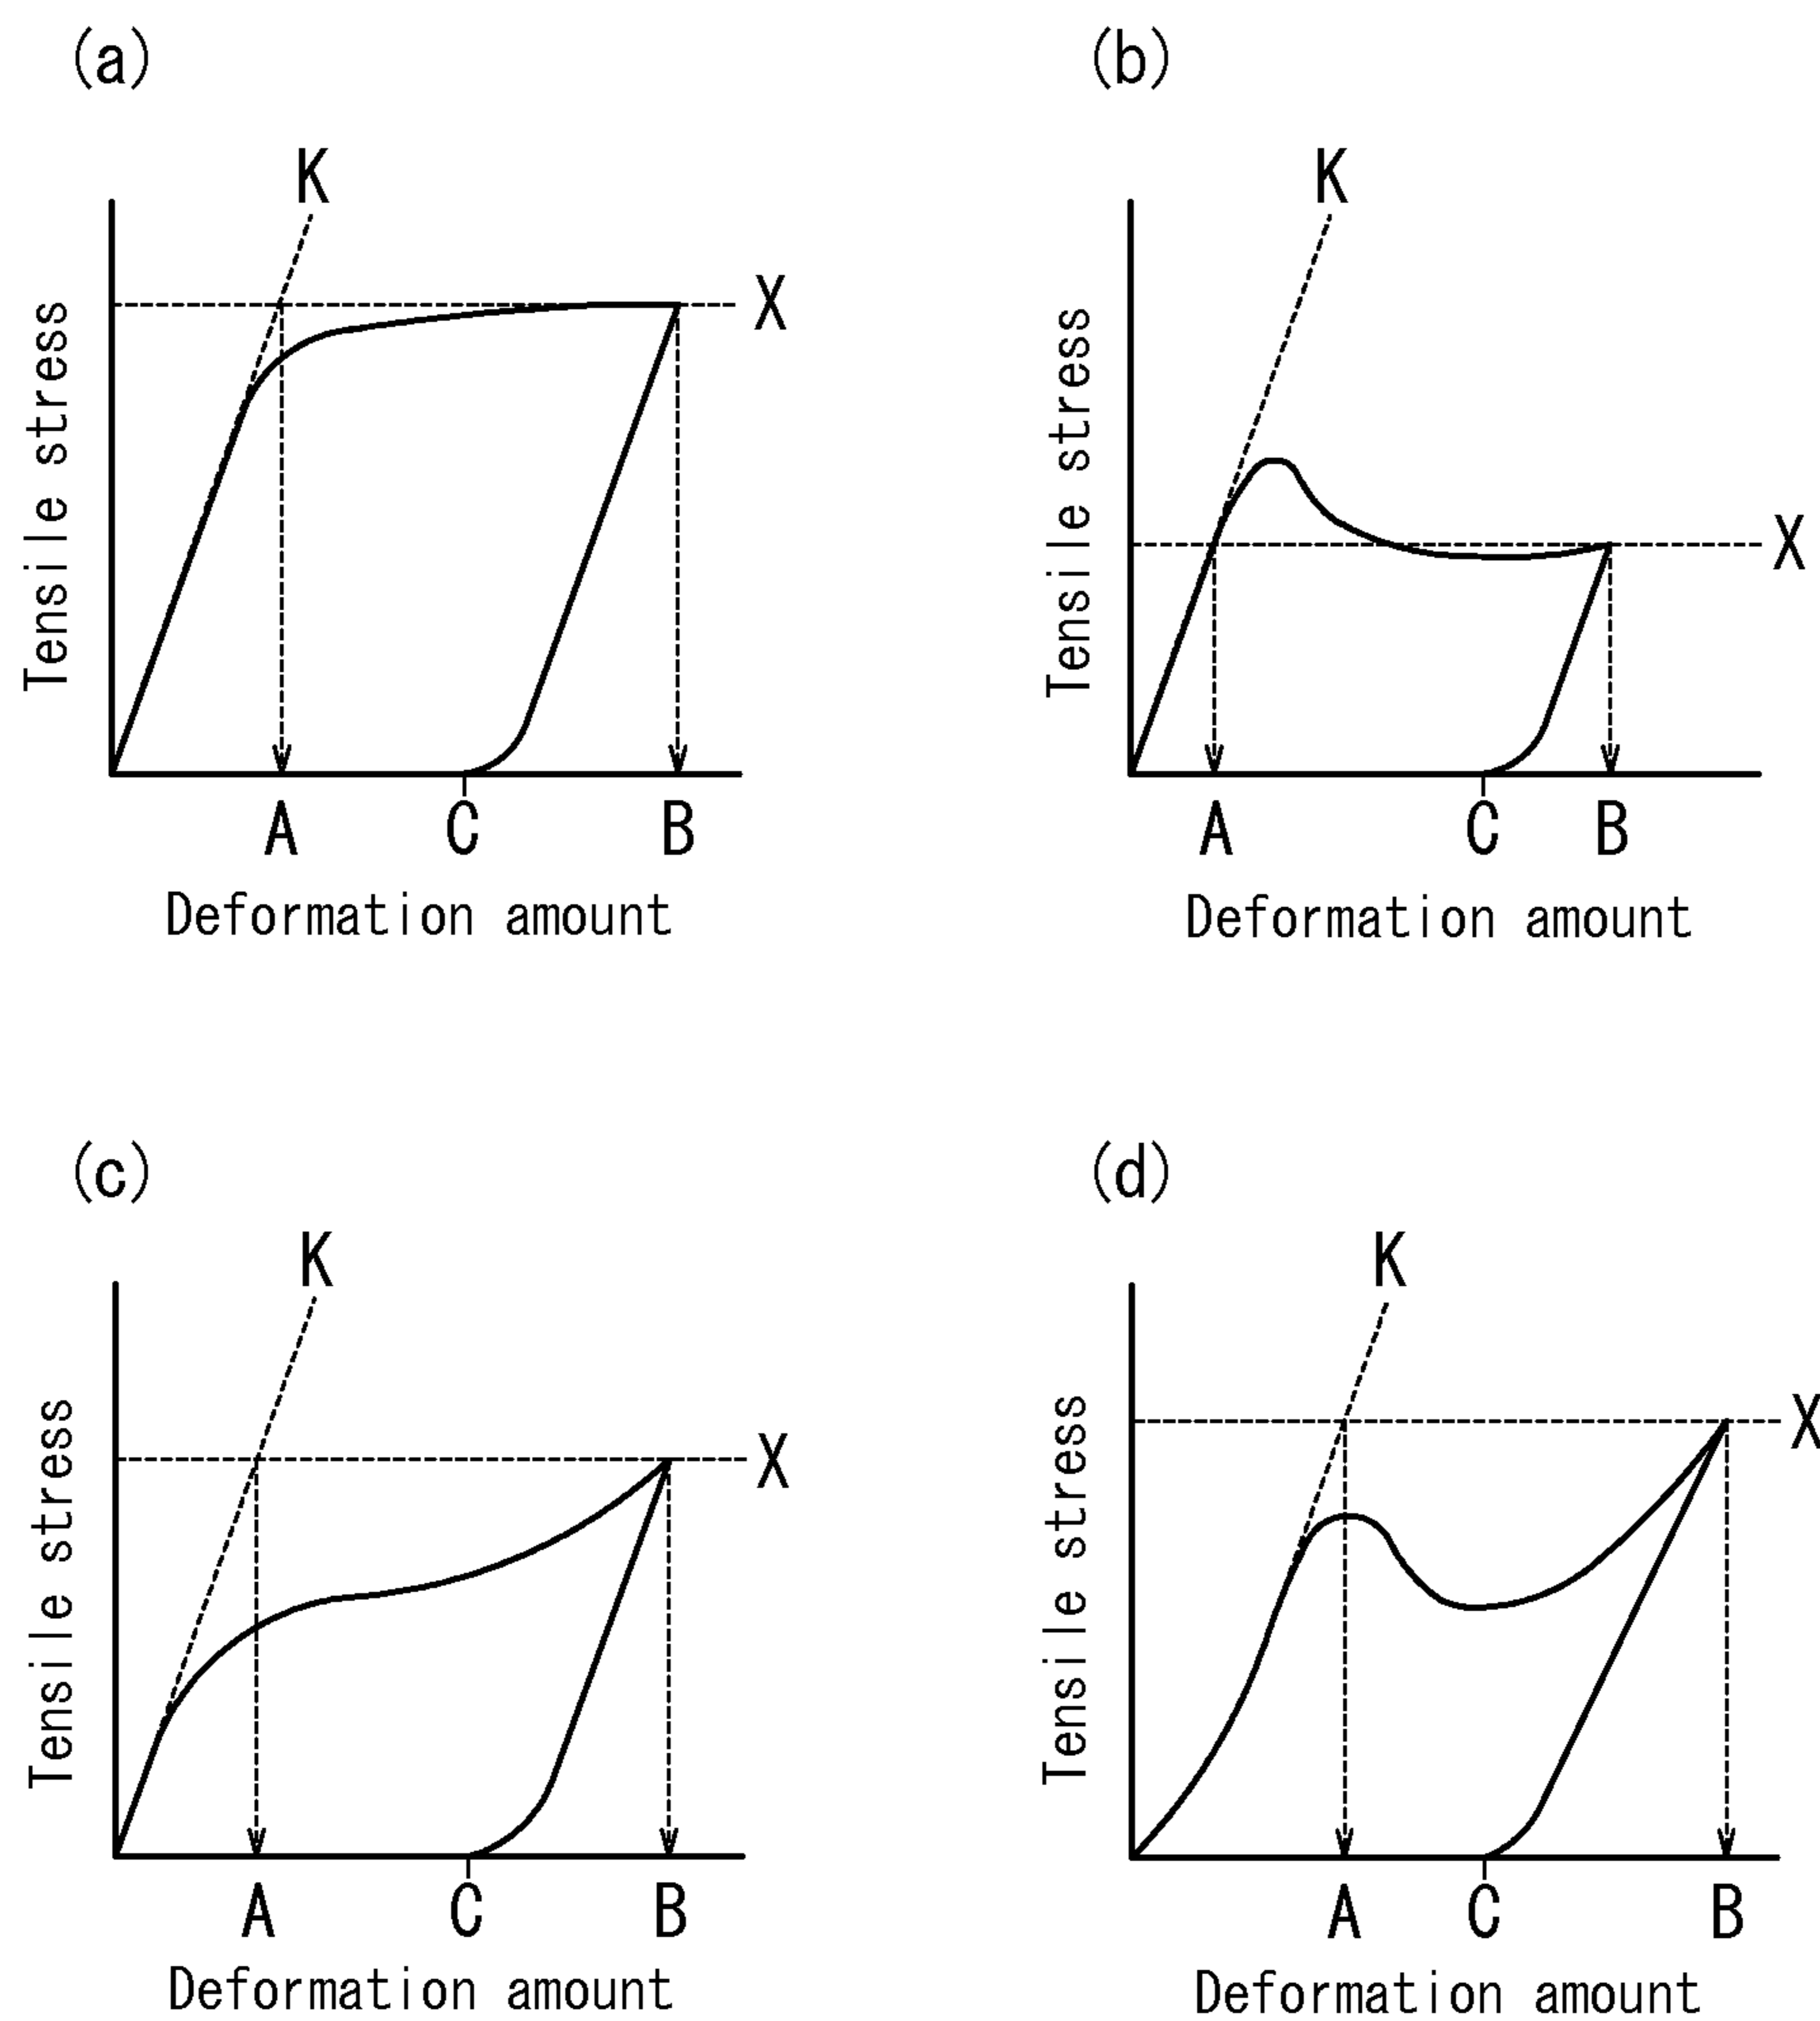 (a)
K
X
Tensile stress
A
C
B
Deformation amount
(b)
K
X
Tensile stress
A
C
B
Deformation amount
(c)
K
X
Tensile stress
A
C
B
Deformation amount
(d)
K
X
Tensile stress
A
C
B
Deformation amount